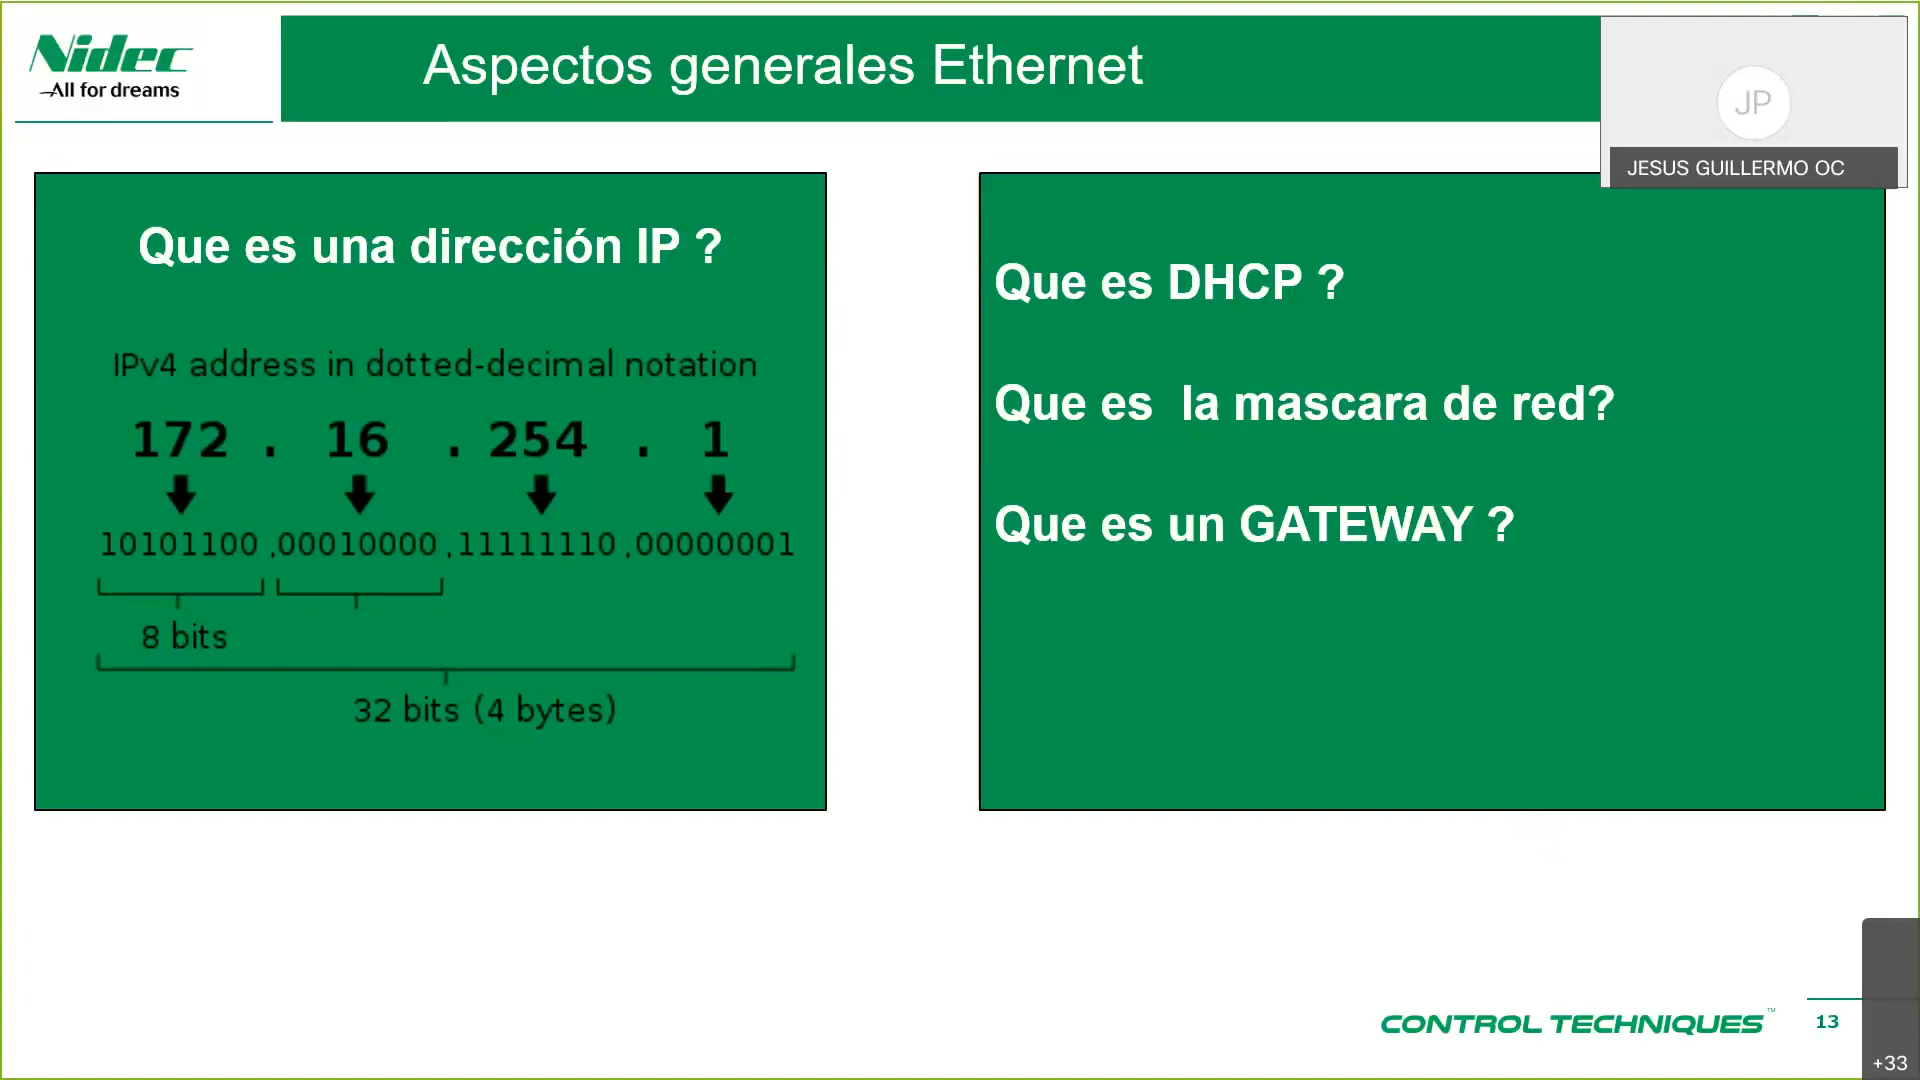 Nidec
All for dreams
Aspectos generales Ethernet
JP
JESUS GUILLERMO OC
Que es una dirección IP ?
IPv4 address in dotted-decimal notation
172 . 16 . 254 . 1
10101100 .00010000 .11111110 .00000001
8 bits
32 bits (4 bytes)
Que es DHCP ?
Que es  la mascara de red?
Que es un GATEWAY ?
CONTROL TECHNIQUES™
13
+33